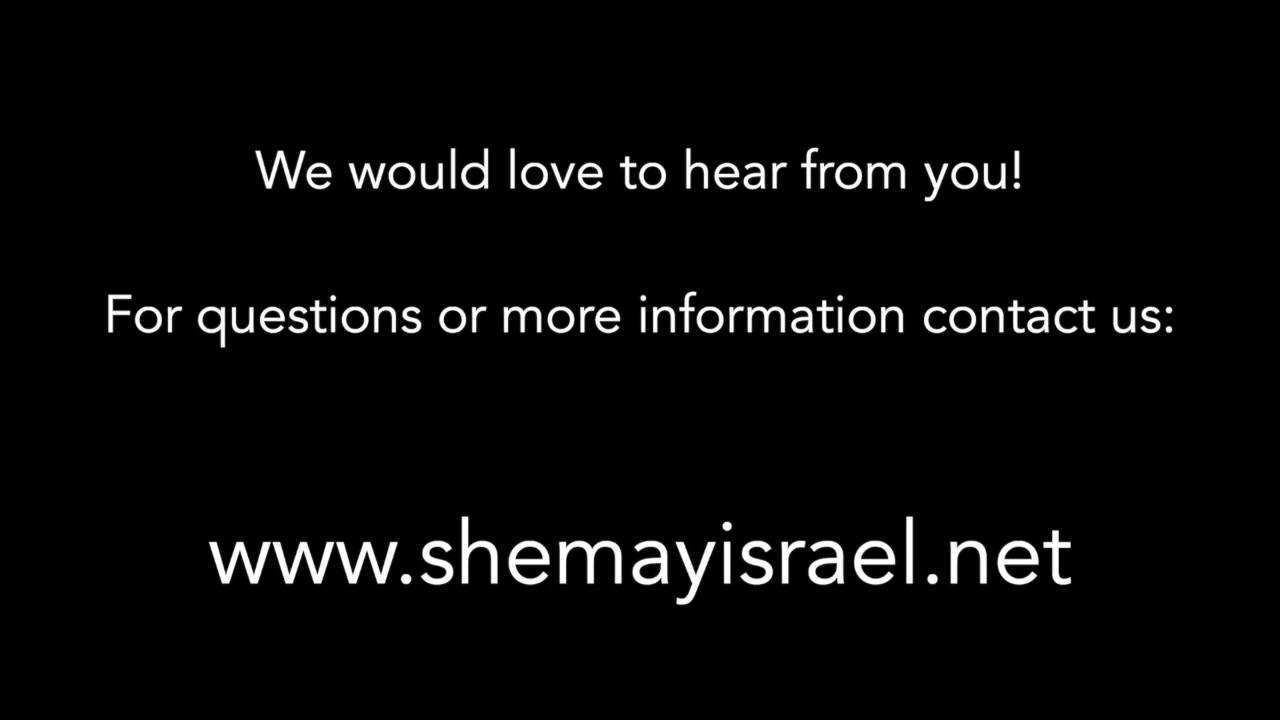 We would love to hear from you!
For questions or more information contact us:
www.shemayisrael.net